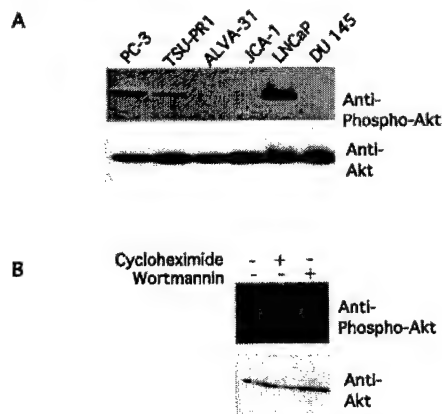 A
PC-3 TSU-PR1 ALVA-31 JCA-1 LNCaP DU 145
Anti-
Phospho-Akt
Anti-
Akt
B
Cycloheximide - + -
Wortmannin - - +
Anti-
Phospho-Akt
Anti-
Akt